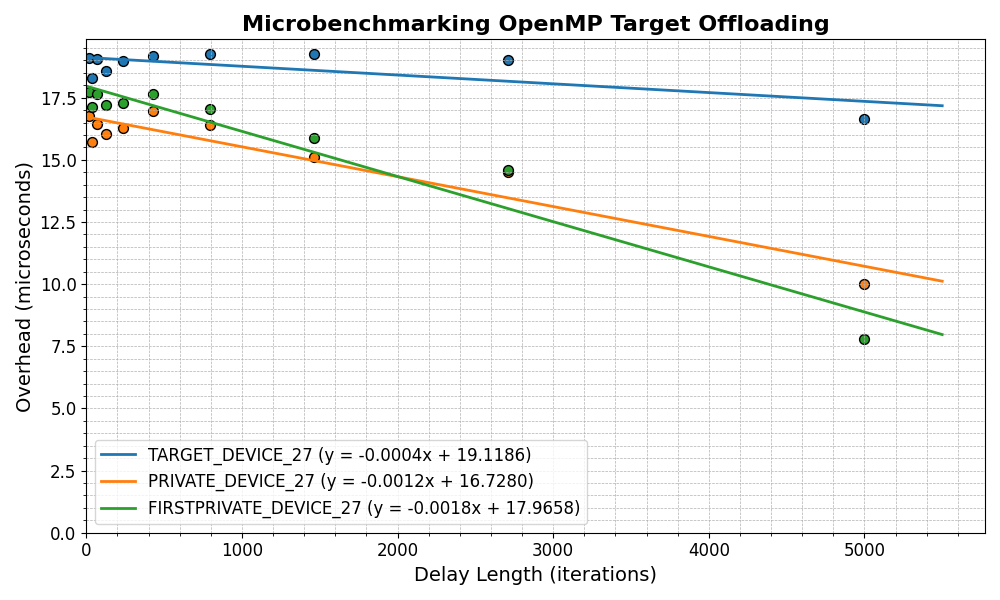 Microbenchmarking OpenMP Target Offloading
Overhead (microseconds)
17.5
15.0
12.5
10.0
7.5
5.0
2.5
0.0
TARGET_DEVICE_27 (y = -0.0004x + 19.1186)
PRIVATE_DEVICE_27 (y = -0.0012x + 16.7280)
FIRSTPRIVATE_DEVICE_27 (y = -0.0018x + 17.9658)
0 1000 2000 3000 4000 5000
Delay Length (iterations)